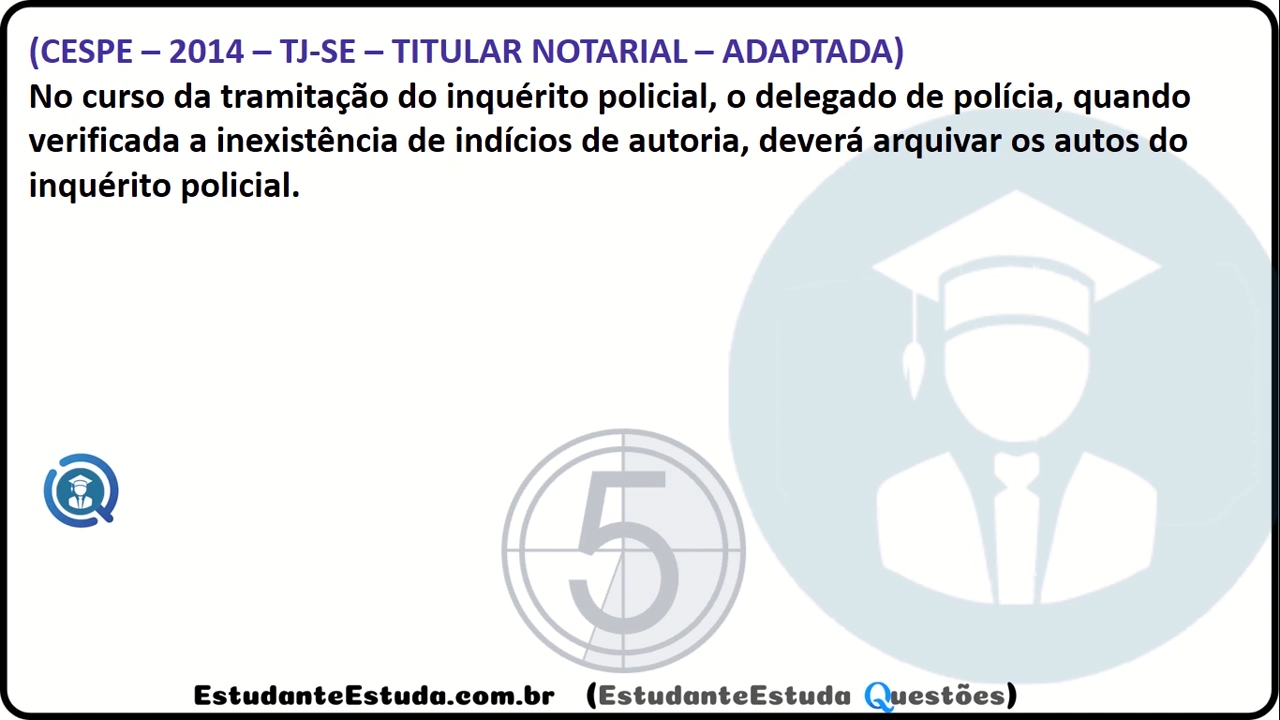 (CESPE – 2014 – TJ-SE – TITULAR NOTARIAL – ADAPTADA)
No curso da tramitação do inquérito policial, o delegado de polícia, quando
verificada a inexistência de indícios de autoria, deverá arquivar os autos do
inquérito policial.
5
EstudanteEstuda.com.br (EstudanteEstuda Questões)